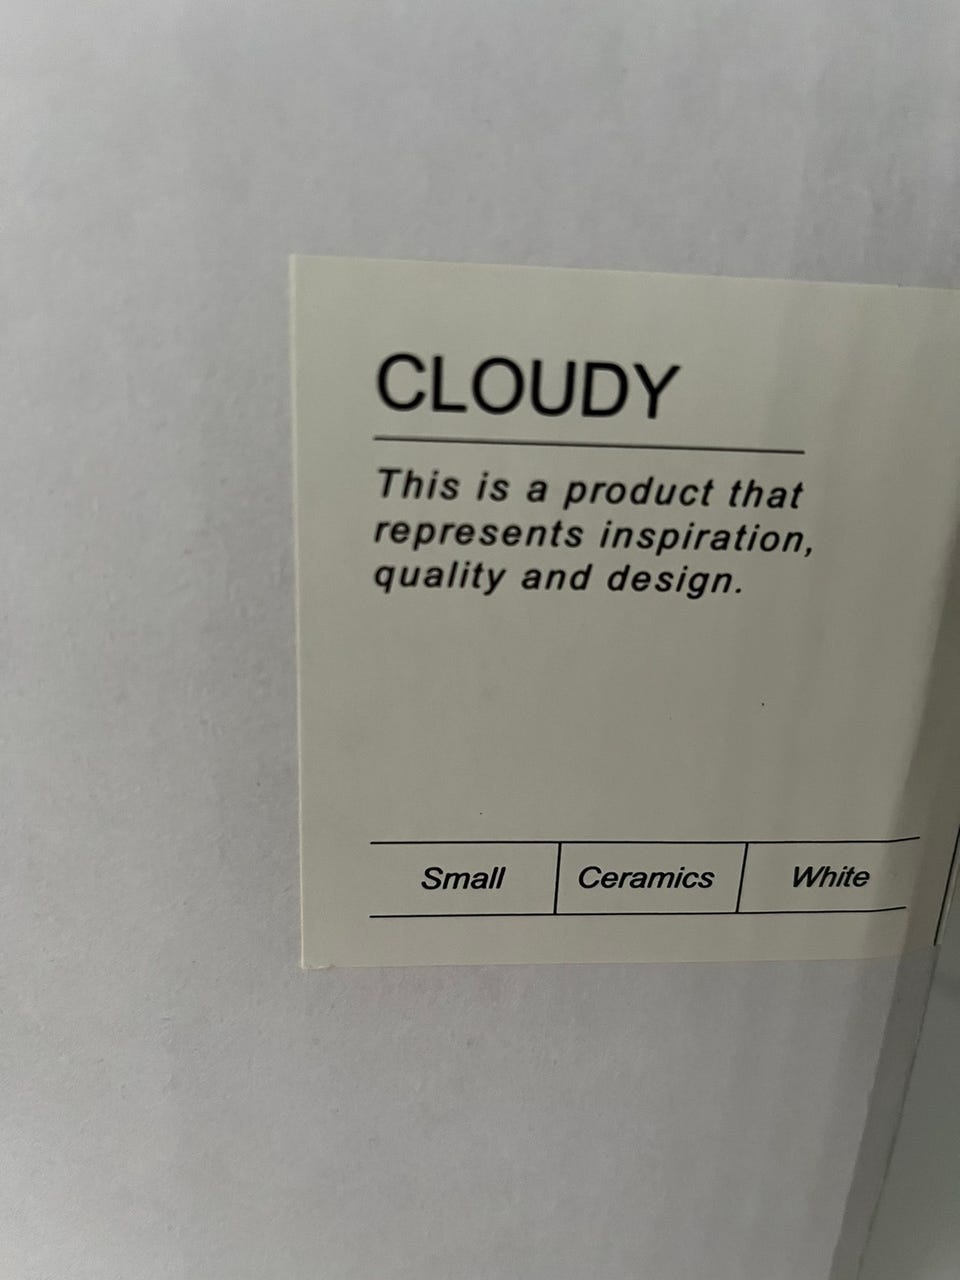 CLOUDY
This is a product that
represents inspiration,
quality and design.
Small Ceramics White